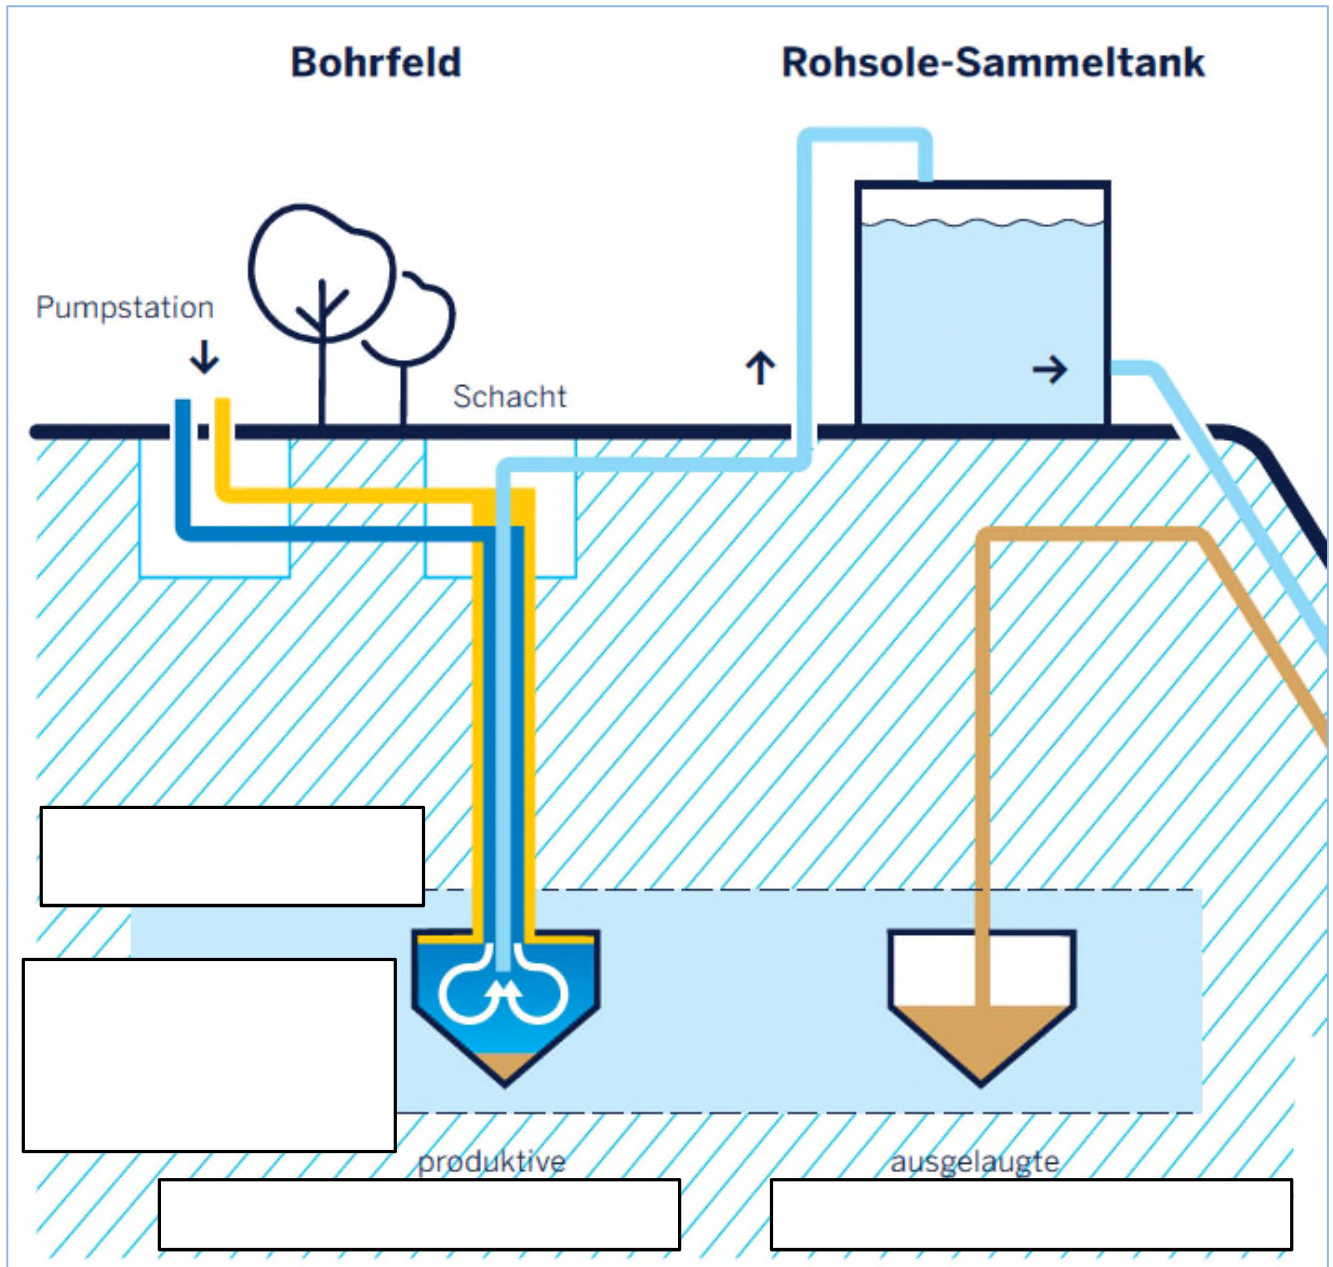 Bohrfeld
Rohsole-Sammeltank
Pumpstation
Schacht
produktive
ausgelaugte